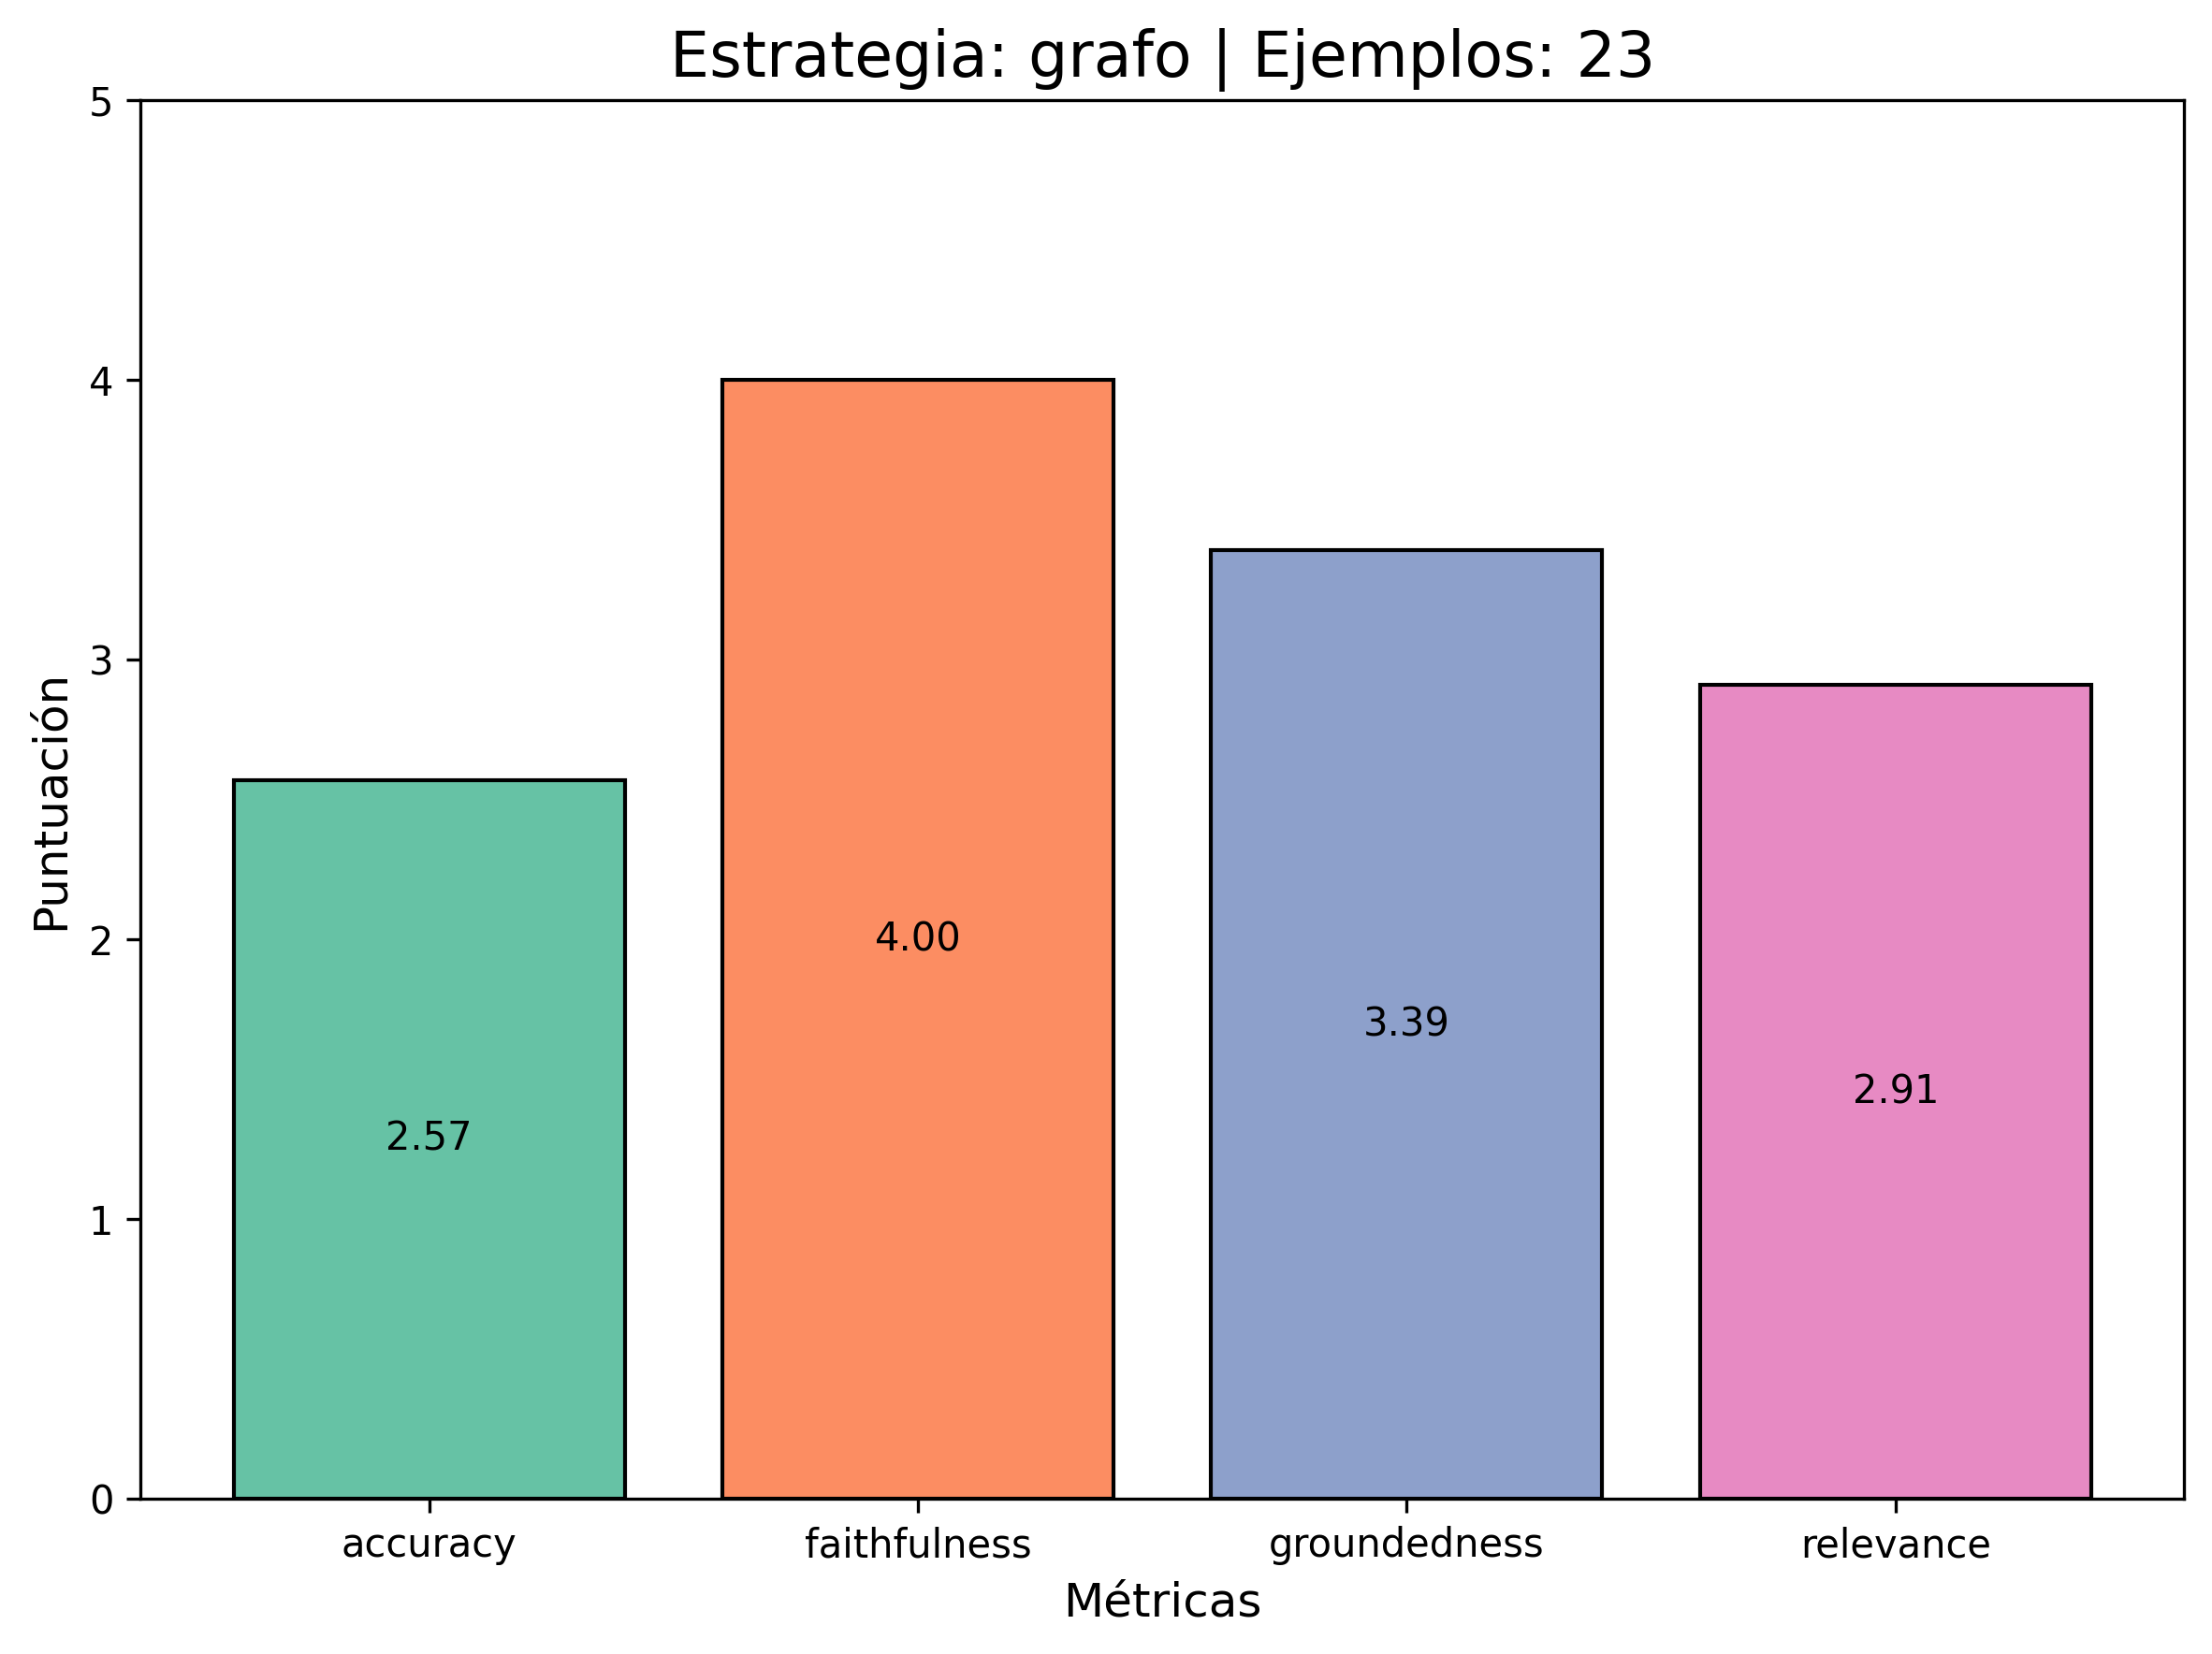 Estrategia: grafo | Ejemplos: 23
5
4
3
2
1
0
Puntuación
2.57
4.00
3.39
2.91
accuracy
faithfulness
groundedness
relevance
Métricas